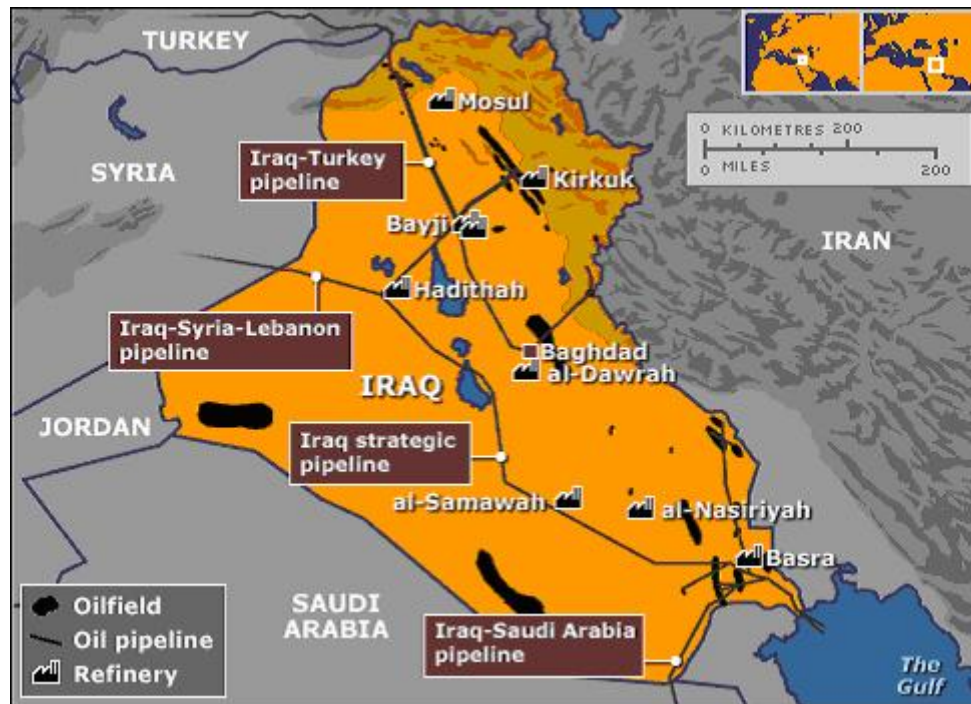 TURKEY
0 KILOMETRES 200
0 MILES 200
Mosul
Iraq-Turkey
pipeline
SYRIA
Kirkuk
Bayji
IRAN
Hadithah
Iraq-Syria-Lebanon
pipeline
Baghdad
al-Dawrah
IRAQ
JORDAN
Iraq strategic
pipeline
al-Samawah
al-Nasiriyah
Basra
Oilfield
Oil pipeline
Refinery
SAUDI
ARABIA
Iraq-Saudi Arabia
pipeline
The
Gulf